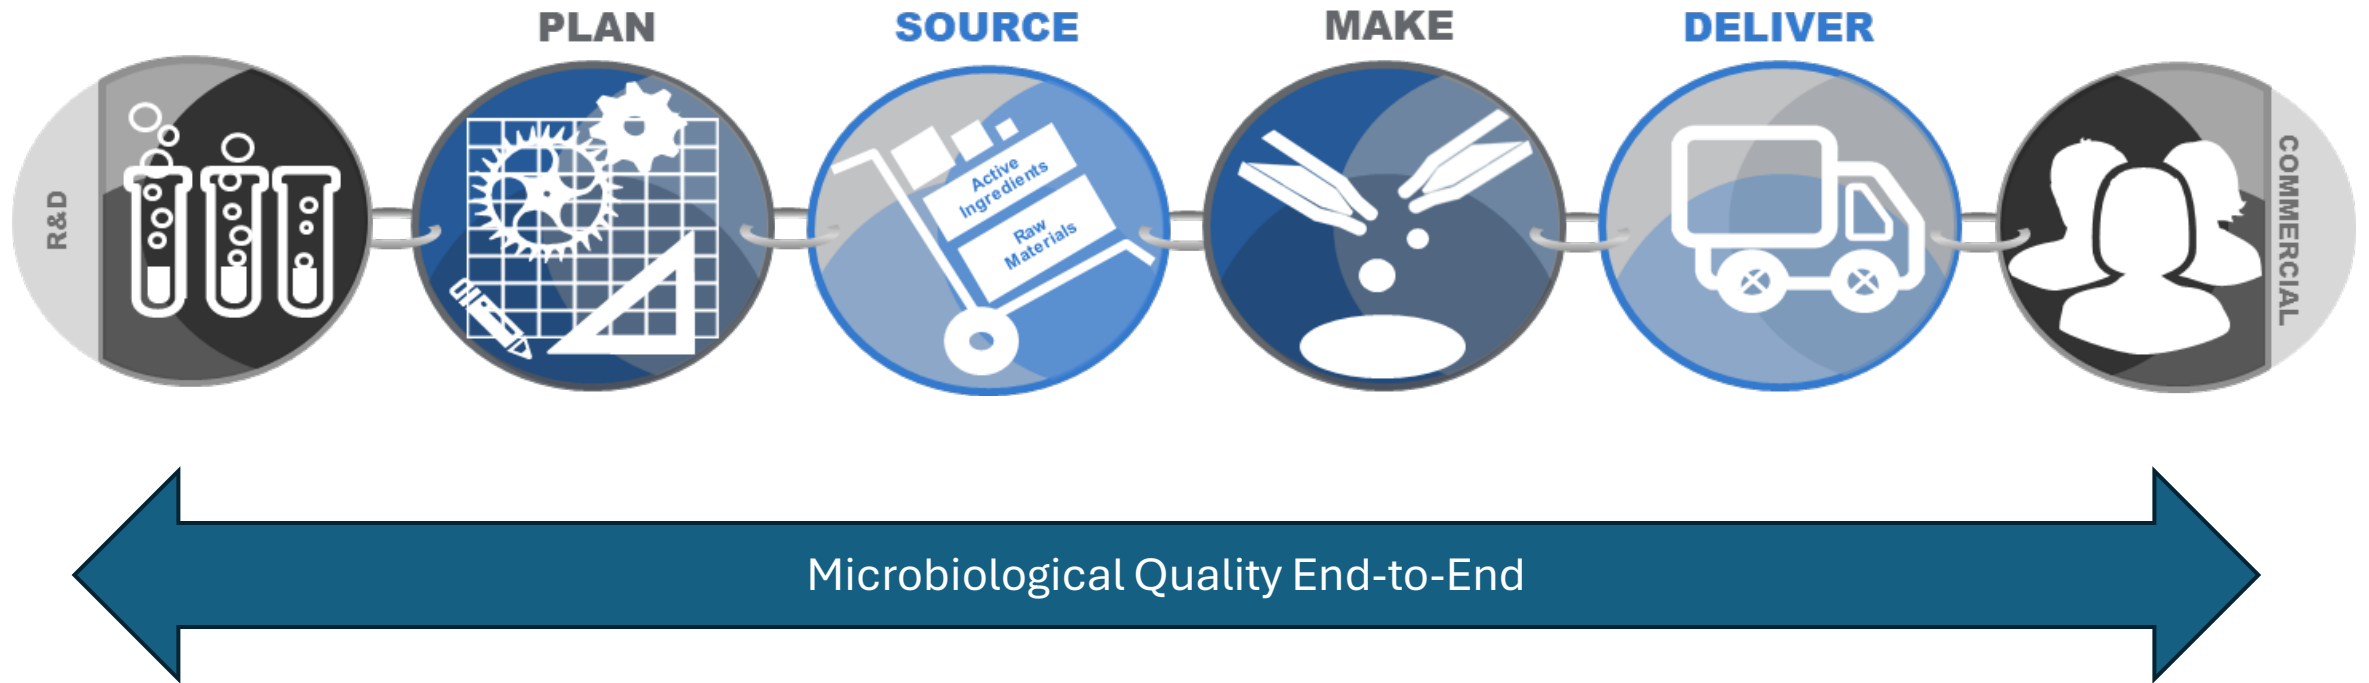 PLAN
SOURCE
MAKE
DELIVER
R&D
Active
Ingredients
Raw
Materials
COMMERCIAL
Microbiological Quality End-to-End